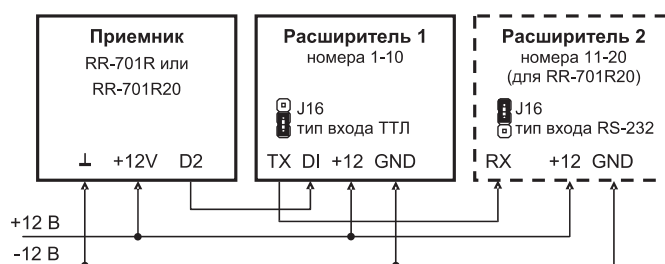 Приемник
RR-701R или
RR-701R20
⊥ +12V D2
Расширитель 1
номера 1-10
J16
тип входа ТТЛ
TX DI +12 GND
Расширитель 2
номера 11-20
(для RR-701R20)
J16
тип входа RS-232
RX +12 GND
+12 В
-12 В